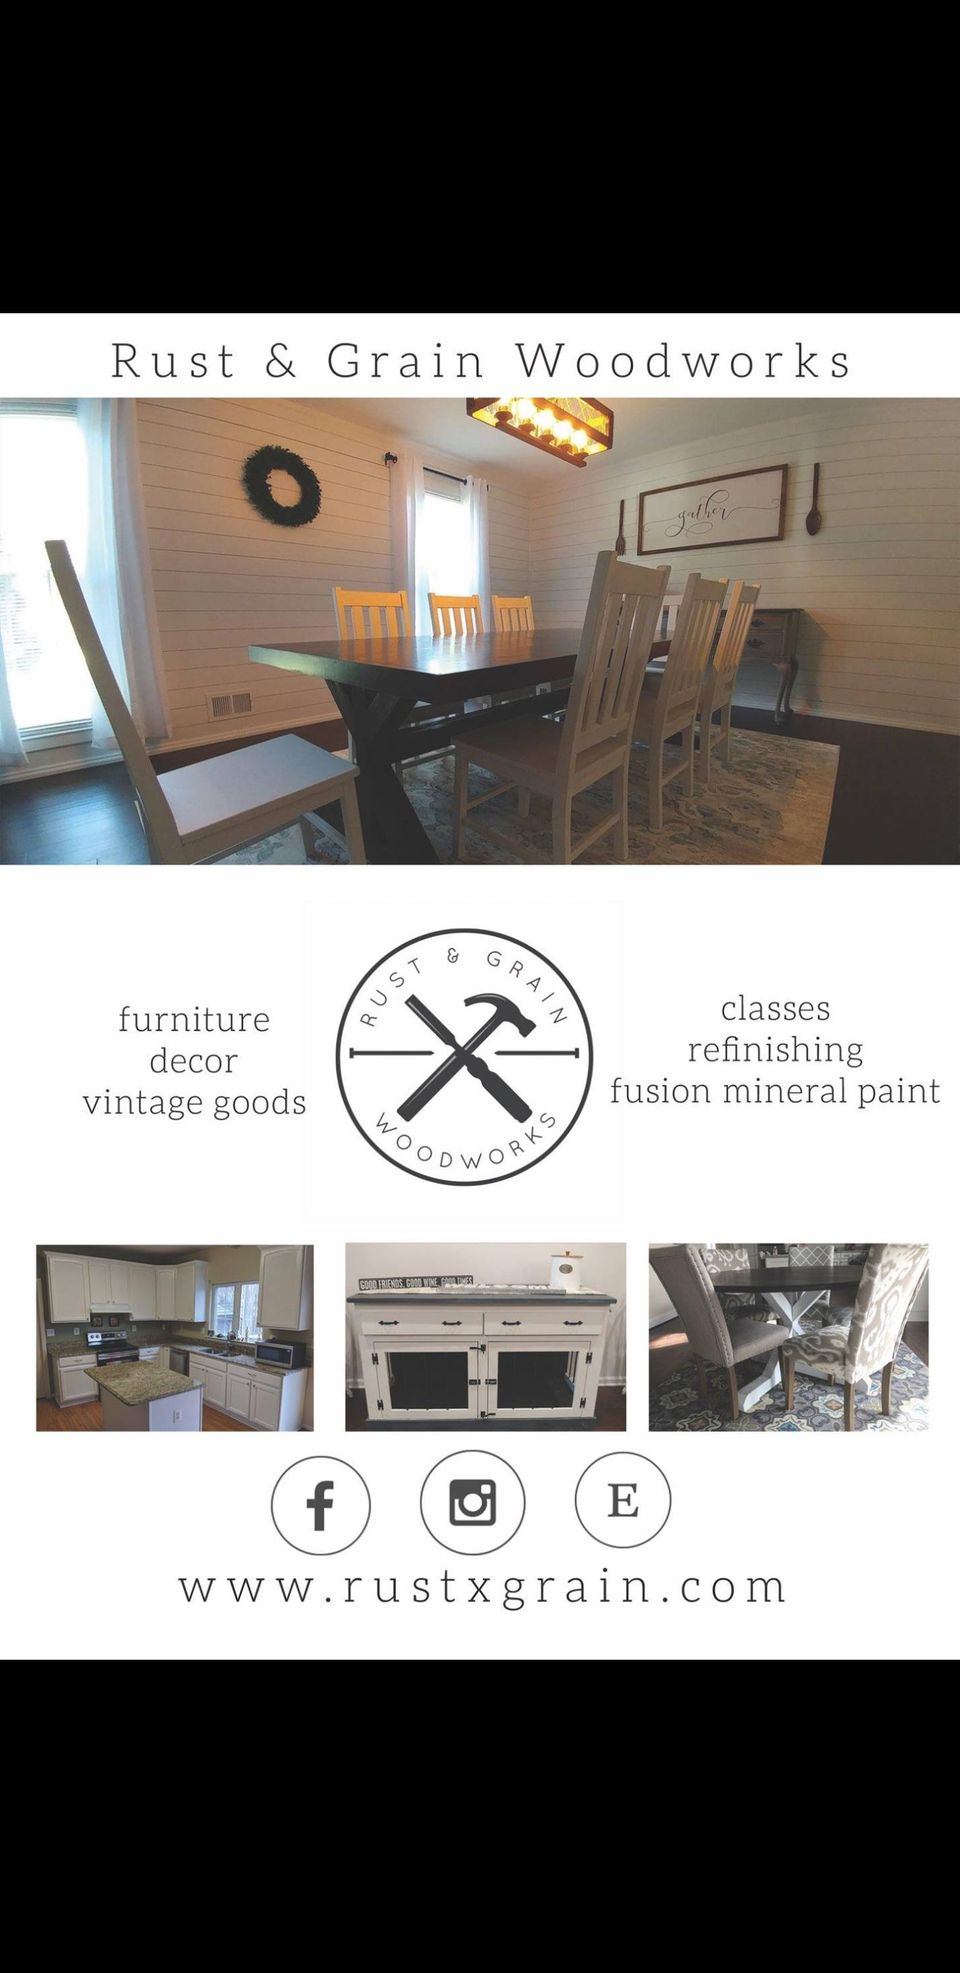 Rust & Grain Woodworks
gather
furniture
decor
vintage goods
RUST & GRAIN
WOODWORKS
classes
refinishing
fusion mineral paint
GOOD FRIENDS. GOOD WINE. GOOD TIMES
f
E
www.rustxgrain.com